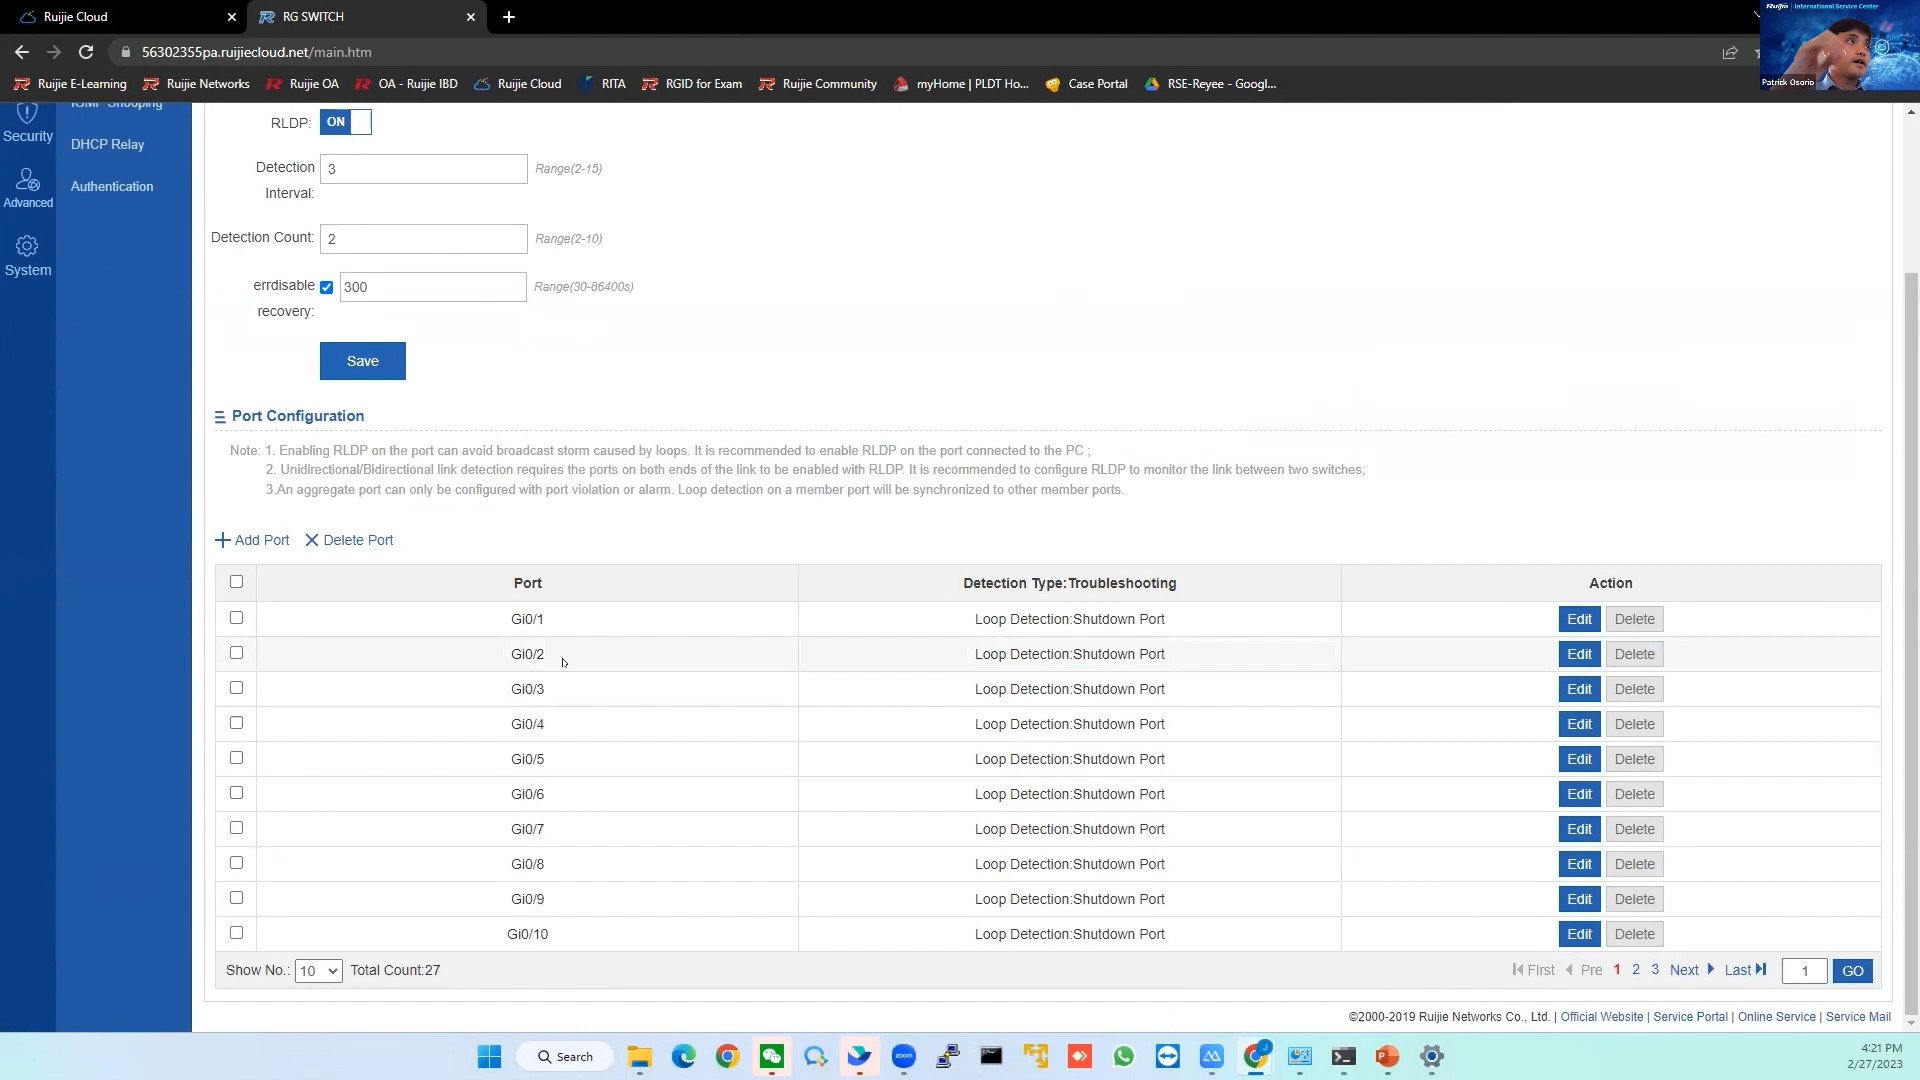 Ruijie Cloud
RG SWITCH
Ruijie | International Service Center
Patrick Osorio
56302355pa.ruijiecloud.net/main.htm
Ruijie E-Learning
Ruijie Networks
Ruijie OA
OA - Ruijie IBD
Ruijie Cloud
RITA
RGID for Exam
Ruijie Community
myHome | PLDT Ho...
Case Portal
RSE-Reyee - Googl...
Security
Advanced
System
IGMP Snooping
DHCP Relay
Authentication
RLDP: ON
Detection Interval: 3 Range(2-15)
Detection Count: 2 Range(2-10)
errdisable recovery: 300 Range(30-86400s)
Save
Port Configuration
Note: 1. Enabling RLDP on the port can avoid broadcast storm caused by loops. It is recommended to enable RLDP on the port connected to the PC ;
2. Unidirectional/Bidirectional link detection requires the ports on both ends of the link to be enabled with RLDP. It is recommended to configure RLDP to monitor the link between two switches;
3.An aggregate port can only be configured with port violation or alarm. Loop detection on a member port will be synchronized to other member ports.
Add Port Delete Port
Port Detection Type:Troubleshooting Action
Gi0/1 Loop Detection:Shutdown Port Edit Delete
Gi0/2 Loop Detection:Shutdown Port Edit Delete
Gi0/3 Loop Detection:Shutdown Port Edit Delete
Gi0/4 Loop Detection:Shutdown Port Edit Delete
Gi0/5 Loop Detection:Shutdown Port Edit Delete
Gi0/6 Loop Detection:Shutdown Port Edit Delete
Gi0/7 Loop Detection:Shutdown Port Edit Delete
Gi0/8 Loop Detection:Shutdown Port Edit Delete
Gi0/9 Loop Detection:Shutdown Port Edit Delete
Gi0/10 Loop Detection:Shutdown Port Edit Delete
Show No.: 10 Total Count:27 First Pre 1 2 3 Next Last 1 GO
©2000-2019 Ruijie Networks Co., Ltd. | Official Website | Service Portal | Online Service | Service Mail
Search
zoom
4:21 PM
2/27/2023